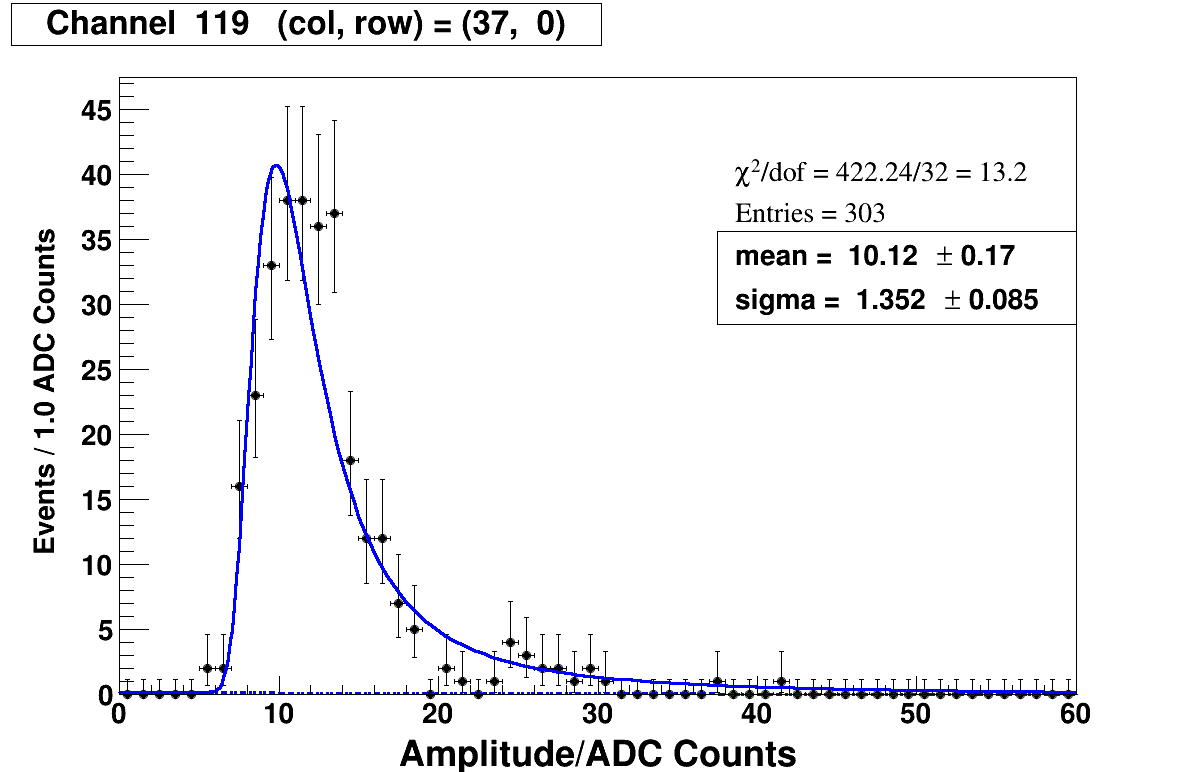 Channel 119 (col, row) = (37, 0)
χ²/dof = 422.24/32 = 13.2
Entries = 303
mean = 10.12 ± 0.17
sigma = 1.352 ± 0.085
Events / 1.0 ADC Counts
45
40
35
30
25
20
15
10
5
0
0 10 20 30 40 50 60
Amplitude/ADC Counts